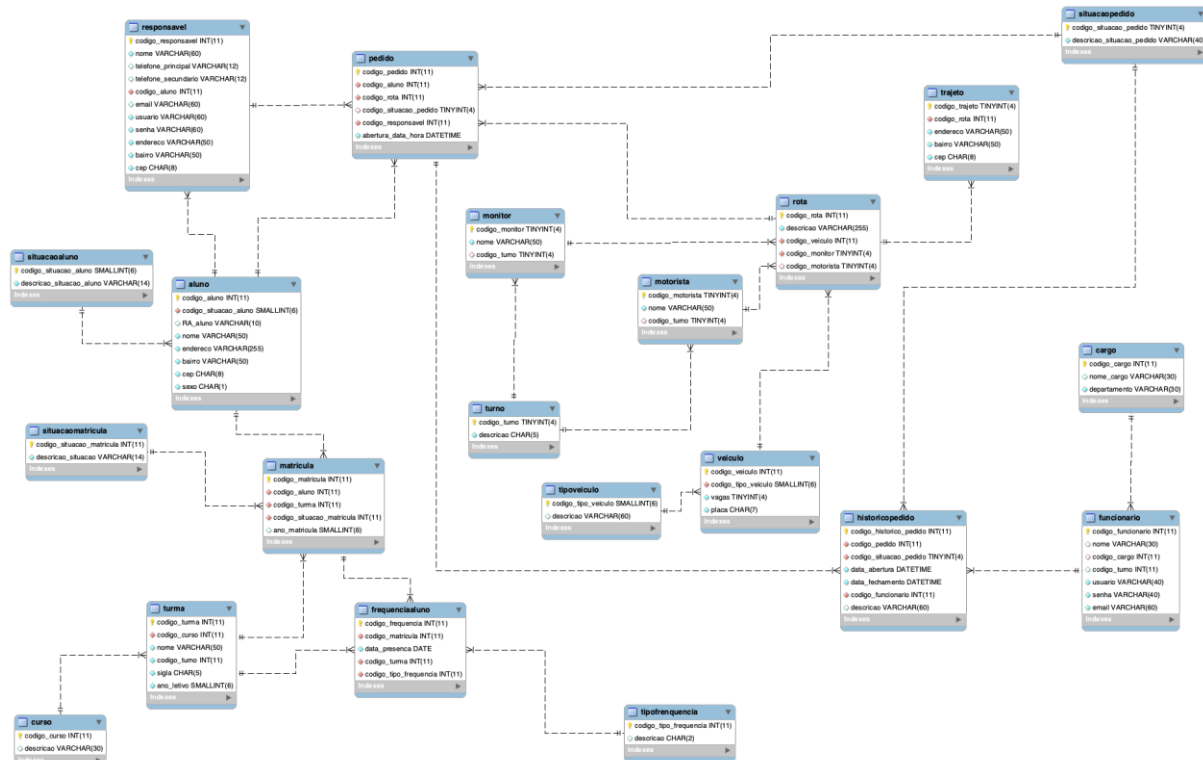 responsavel
codigo_responsavel INT(11)
nome VARCHAR(60)
telefone_principal VARCHAR(12)
telefone_secundario VARCHAR(12)
codigo_aluno INT(11)
email VARCHAR(60)
usuario VARCHAR(60)
senha VARCHAR(60)
endereco VARCHAR(50)
bairro VARCHAR(50)
cep CHAR(8)
Indexes
pedido
codigo_pedido INT(11)
codigo_aluno INT(11)
codigo_rota INT(11)
codigo_situacao_pedido TINYINT(4)
codigo_responsavel INT(11)
abertura_data_hora DATETIME
Indexes
situacaopedido
codigo_situacao_pedido TINYINT(4)
descricao_situacao_pedido VARCHAR(40)
Indexes
trajeto
codigo_trajeto TINYINT(4)
codigo_rota INT(11)
endereco VARCHAR(50)
bairro VARCHAR(50)
cep CHAR(8)
Indexes
rota
codigo_rota INT(11)
descricao VARCHAR(255)
codigo_veiculo INT(11)
codigo_monitor TINYINT(4)
codigo_motorista TINYINT(4)
Indexes
monitor
codigo_monitor TINYINT(4)
nome VARCHAR(50)
codigo_turno TINYINT(4)
Indexes
situacaoaluno
codigo_situacao_aluno SMALLINT(6)
descricao_situacao_aluno VARCHAR(14)
Indexes
aluno
codigo_aluno INT(11)
codigo_situacao_aluno SMALLINT(6)
RA_aluno VARCHAR(10)
nome VARCHAR(50)
endereco VARCHAR(255)
bairro VARCHAR(50)
cep CHAR(8)
sexo CHAR(1)
Indexes
motorista
codigo_motorista TINYINT(4)
nome VARCHAR(50)
codigo_turno TINYINT(4)
Indexes
cargo
codigo_cargo INT(11)
nome_cargo VARCHAR(30)
departamento VARCHAR(30)
Indexes
turno
codigo_turno TINYINT(4)
descricao CHAR(5)
Indexes
situacaomatricula
codigo_situacao_matricula INT(11)
descricao_situacao VARCHAR(14)
Indexes
matricula
codigo_matricula INT(11)
codigo_aluno INT(11)
codigo_turma INT(11)
codigo_situacao_matricula INT(11)
ano_matricula SMALLINT(6)
Indexes
veiculo
codigo_veiculo INT(11)
codigo_tipo_veiculo SMALLINT(6)
vagas TINYINT(4)
placa CHAR(7)
Indexes
tipoveiculo
codigo_tipo_veiculo SMALLINT(6)
descricao VARCHAR(60)
Indexes
historicopedido
codigo_historico_pedido INT(11)
codigo_pedido INT(11)
codigo_situacao_pedido TINYINT(4)
data_abertura DATETIME
data_fechamento DATETIME
codigo_funcionario INT(11)
descricao VARCHAR(60)
Indexes
funcionario
codigo_funcionario INT(11)
nome VARCHAR(30)
codigo_cargo INT(11)
codigo_turno INT(11)
usuario VARCHAR(40)
senha VARCHAR(40)
email VARCHAR(60)
Indexes
turma
codigo_turma INT(11)
codigo_curso INT(11)
nome VARCHAR(50)
codigo_turno INT(11)
sigla CHAR(5)
ano_letivo SMALLINT(6)
Indexes
frequenciaaluno
codigo_frequencia INT(11)
codigo_matricula INT(11)
data_presenca DATE
codigo_turma INT(11)
codigo_tipo_frequencia INT(11)
Indexes
curso
codigo_curso INT(11)
descricao VARCHAR(30)
Indexes
tipofrenquencia
codigo_tipo_frequencia INT(11)
descricao CHAR(2)
Indexes